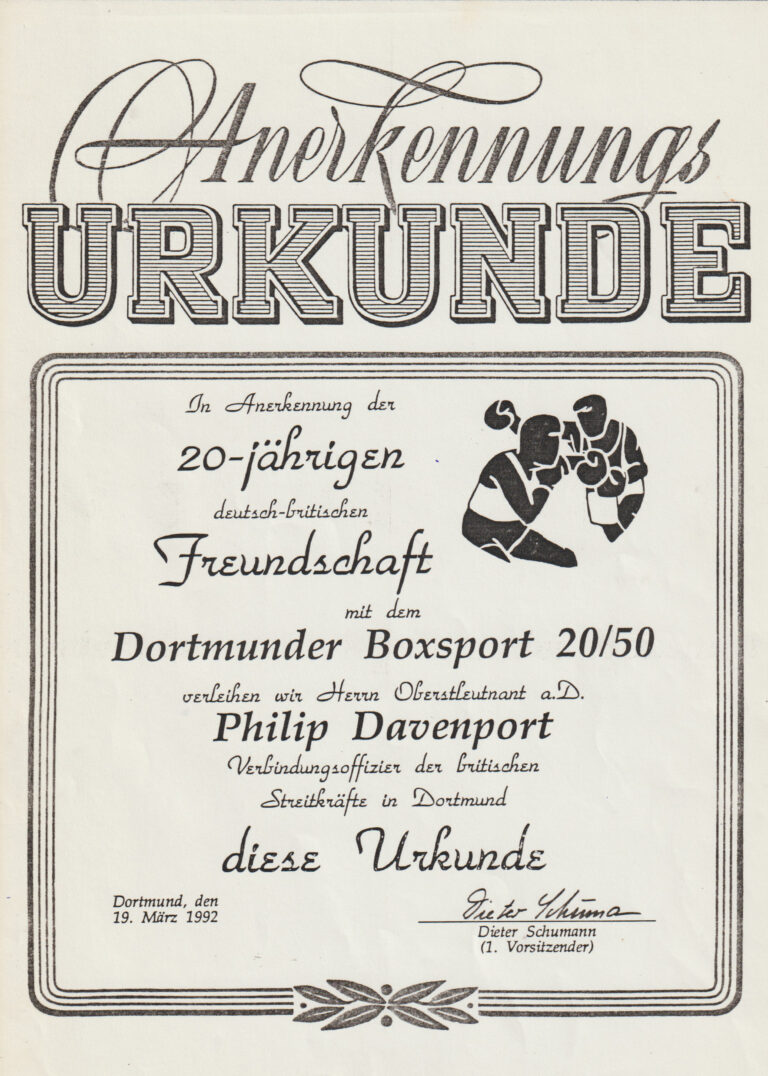 Anerkennungs
URKUNDE
In Anerkennung der
20-jährigen
deutsch-britischen
Freundschaft
mit dem
Dortmunder Boxsport 20/50
verleihen wir Herrn Oberstleutnant a.D.
Philip Davenport
Verbindungsoffizier der britischen
Streitkräfte in Dortmund
diese Urkunde
Dortmund, den
19. März 1992
Dieter Schuma
Dieter Schumann
(1. Vorsitzender)